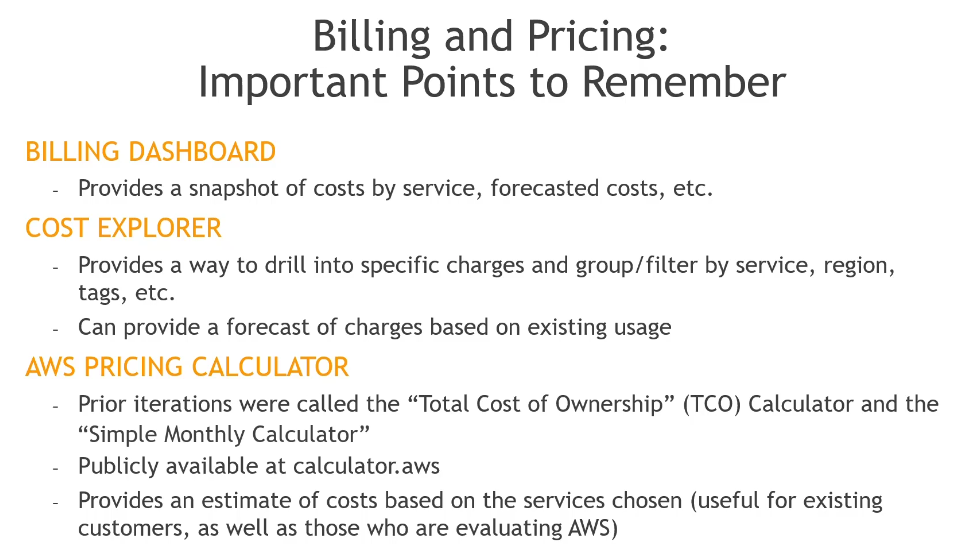 Billing and Pricing:
Important Points to Remember
BILLING DASHBOARD
- Provides a snapshot of costs by service, forecasted costs, etc.
COST EXPLORER
- Provides a way to drill into specific charges and group/filter by service, region,
tags, etc.
- Can provide a forecast of charges based on existing usage
AWS PRICING CALCULATOR
- Prior iterations were called the “Total Cost of Ownership” (TCO) Calculator and the
“Simple Monthly Calculator”
- Publicly available at calculator.aws
- Provides an estimate of costs based on the services chosen (useful for existing
customers, as well as those who are evaluating AWS)